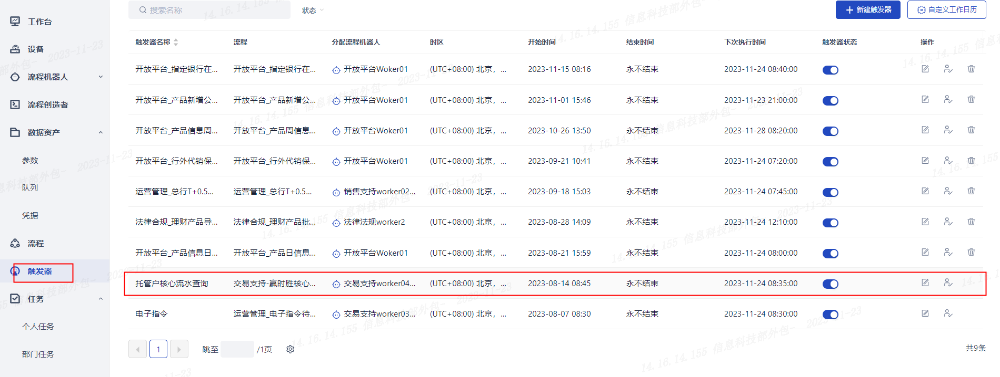 搜索名称 状态 新建触发器 自定义工作日历
工作台
设备
流程机器人
流程创造者
数据资产
参数
队列
凭据
流程
触发器
任务
个人任务
部门任务
触发器名称 流程 分配流程机器人 时区 开始时间 结束时间 下次执行时间 触发器状态 操作
开放平台_指定银行在... 开放平台_指定银行在... 开放平台Woker01 (UTC+08:00) 北京，... 2023-11-15 08:16 永不结束 2023-11-24 08:40:00
开放平台_产品新增公... 开放平台_产品新增公... 开放平台Woker01 (UTC+08:00) 北京，... 2023-11-01 15:46 永不结束 2023-11-23 21:00:00
开放平台_产品信息周... 开放平台_产品周信息... 开放平台Woker01 (UTC+08:00) 北京，... 2023-10-26 13:50 永不结束 2023-11-28 08:20:00
开放平台_行外代销保... 开放平台_行外代销保... 开放平台Woker01 (UTC+08:00) 北京，... 2023-09-21 10:41 永不结束 2023-11-24 07:20:00
运营管理_总行T+0.5... 运营管理_总行T+0.5... 销售支持worker02... (UTC+08:00) 北京，... 2023-09-18 15:03 永不结束 2023-11-24 07:45:00
法律合规_理财产品导... 法律合规_理财产品批... 法律法规worker2 (UTC+08:00) 北京，... 2023-08-28 14:09 永不结束 2023-11-24 12:10:00
开放平台_产品信息日... 开放平台_产品日信息... 开放平台Woker01 (UTC+08:00) 北京，... 2023-08-21 15:59 永不结束 2023-11-24 08:00:00
托管户核心流水查询 交易支持-赢时胜核心... 交易支持worker04... (UTC+08:00) 北京，... 2023-08-14 08:45 永不结束 2023-11-24 08:35:00
电子指令 运营管理_电子指令待... 交易支持worker03... (UTC+08:00) 北京，... 2023-08-07 08:30 永不结束 2023-11-24 08:30:00
1 跳至 /1页 共9条
14.16.14.155 信息科技部外包- 2023-11-23